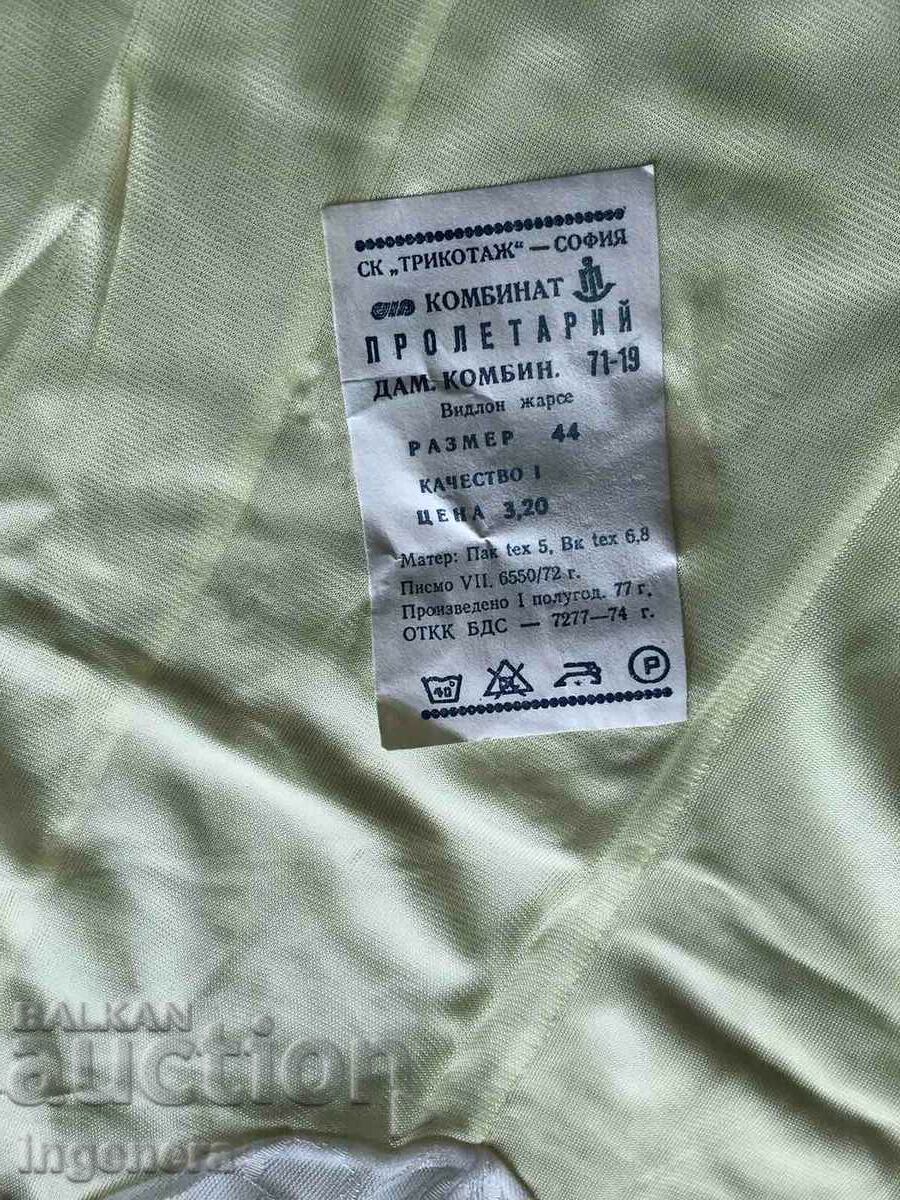 СК „ТРИКОТАЖ“ — СОФИЯ
КОМБИНАТ
ПРОЛЕТАРИЙ
ДАМ. КОМБИН. 71-19
Видлон жарсе
РАЗМЕР 44
КАЧЕСТВО I
ЦЕНА 3,20
Матер: Пак tex 5, Вк tex 6,8
Писмо VII. 6550/72 г.
Произведено I полугод. 77 г.
ОТКК БДС — 7277—74 г.
40° P
BALKAN
auction
ingenera